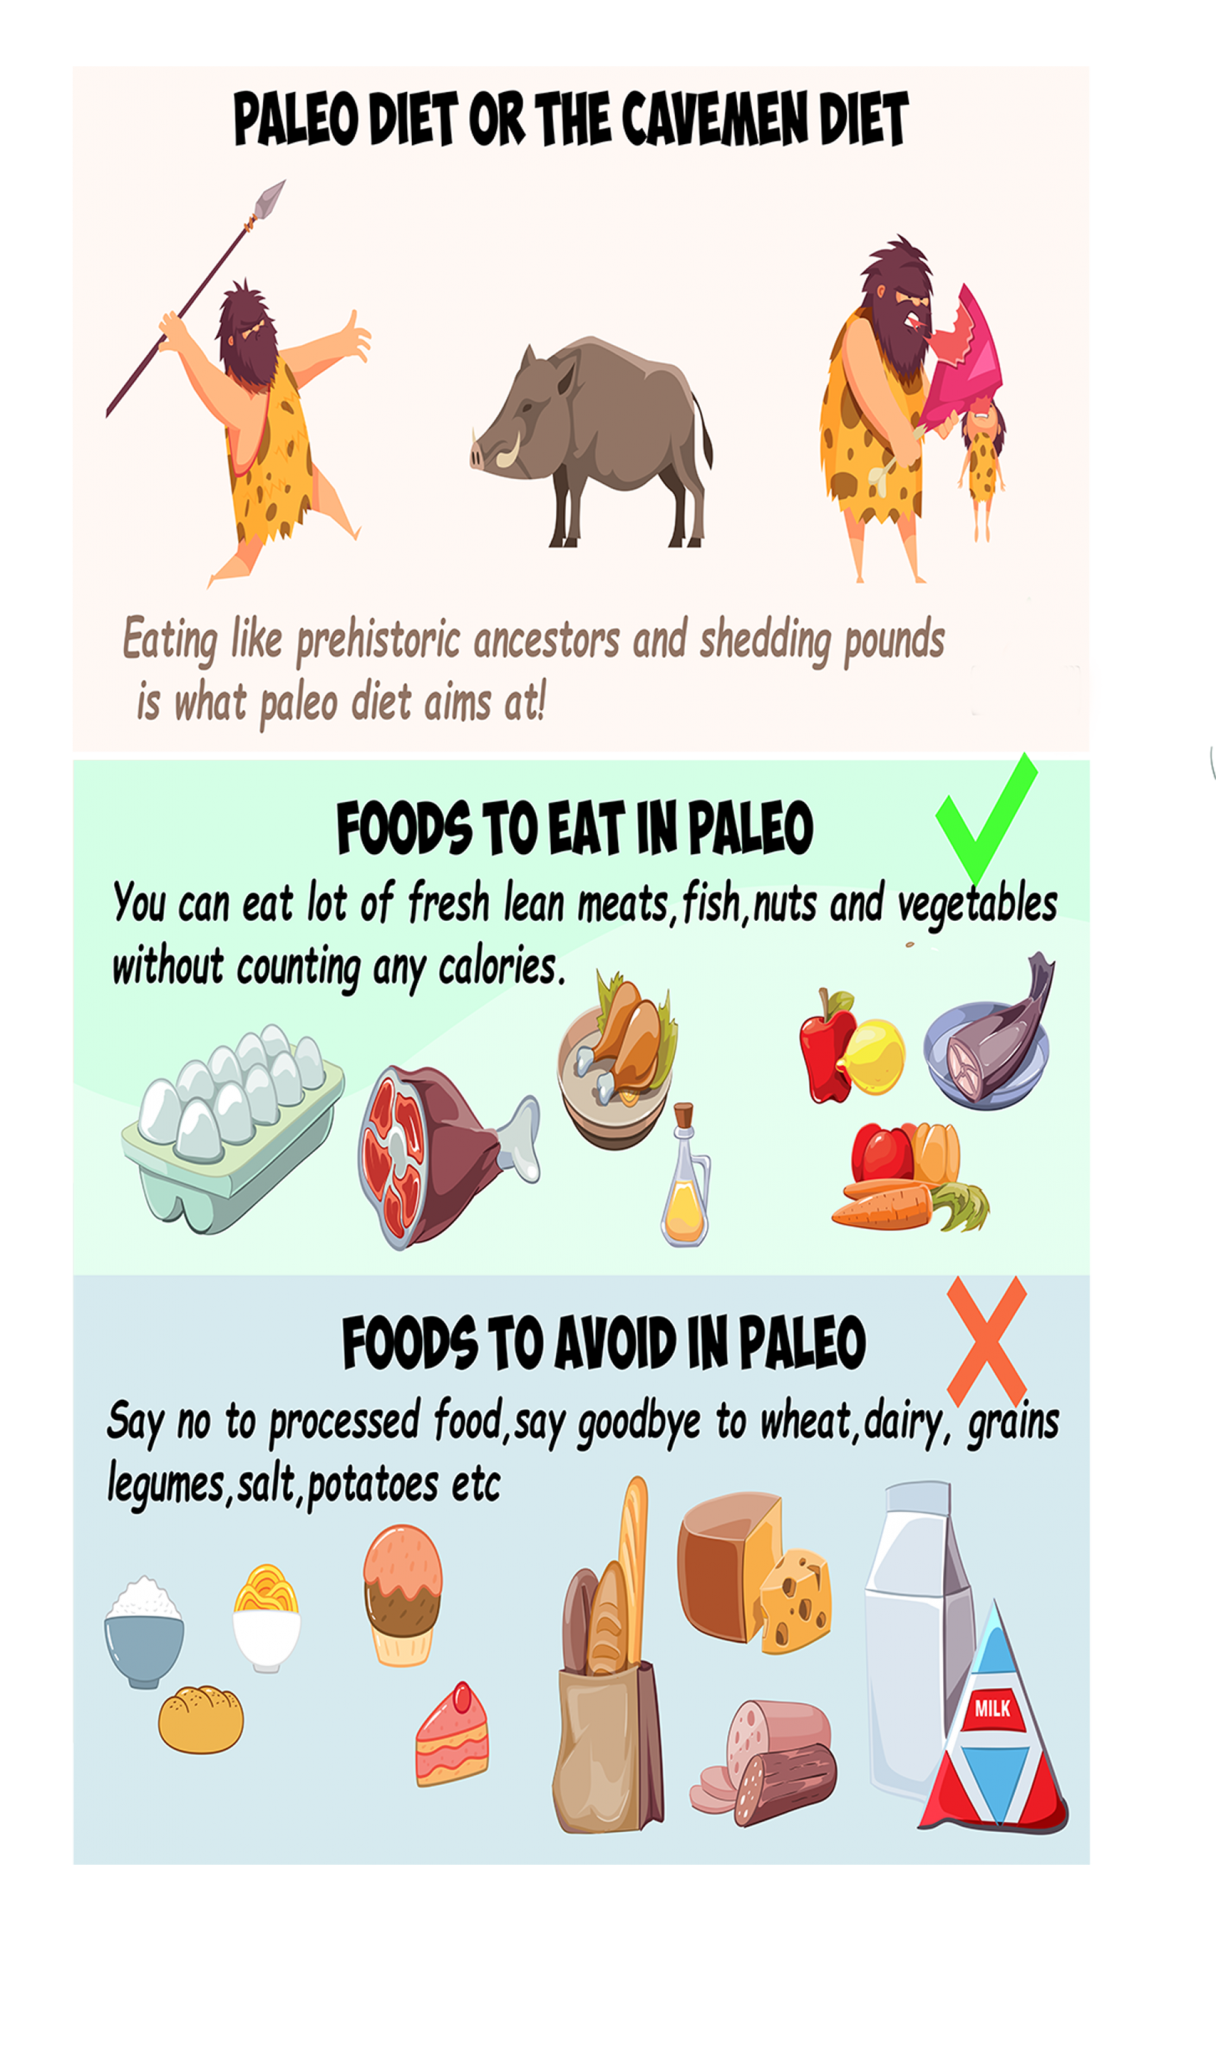 PALEO DIET OR THE CAVEMEN DIET
Eating like prehistoric ancestors and shedding pounds
is what paleo diet aims at!
FOODS TO EAT IN PALEO
You can eat lot of fresh lean meats,fish,nuts and vegetables
without counting any calories.
FOODS TO AVOID IN PALEO
Say no to processed food,say goodbye to wheat,dairy, grains
legumes,salt,potatoes etc
MILK